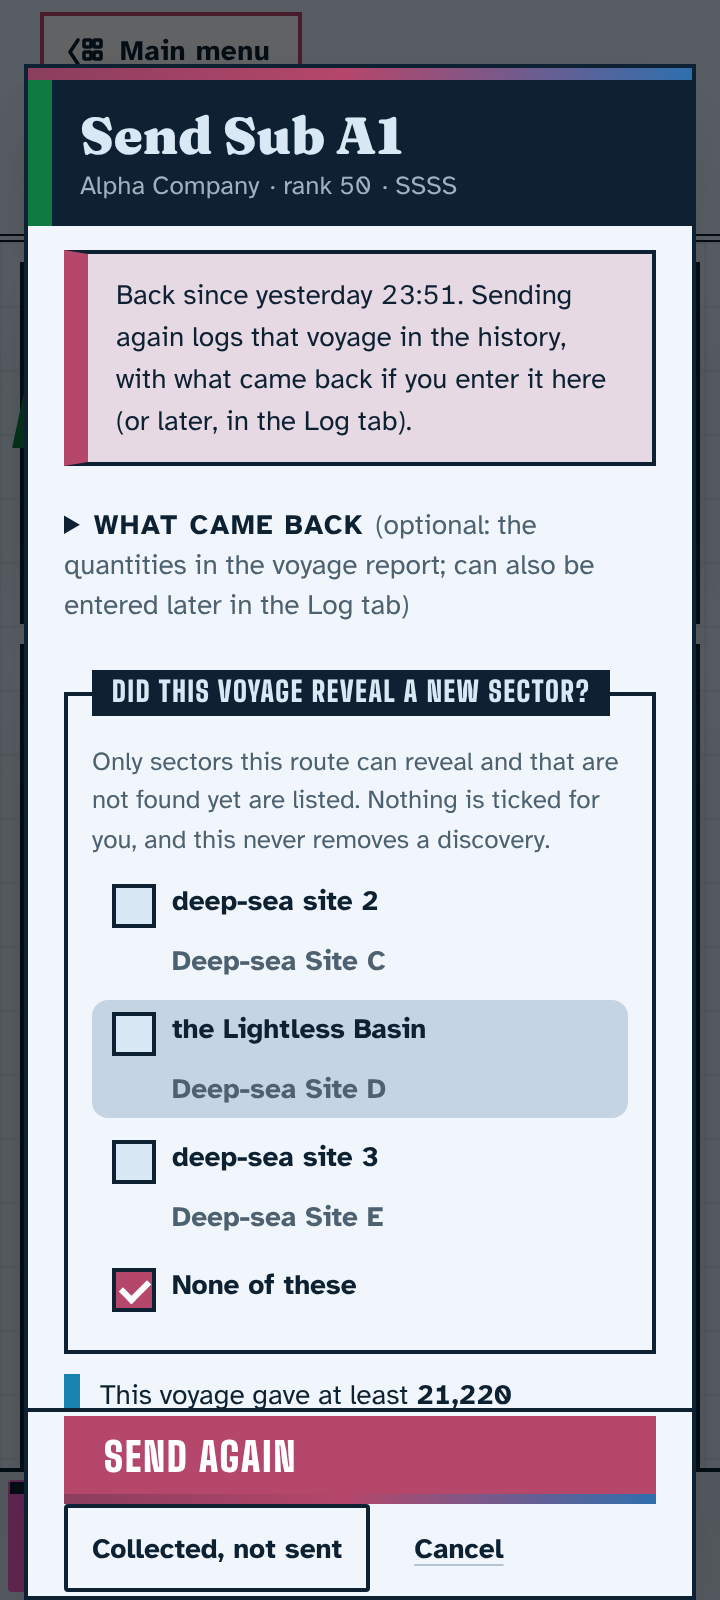 Main menu
Send Sub A1
Alpha Company · rank 50 · SSSS
Back since yesterday 23:51. Sending
again logs that voyage in the history,
with what came back if you enter it here
(or later, in the Log tab).
WHAT CAME BACK (optional: the
quantities in the voyage report; can also be
entered later in the Log tab)
DID THIS VOYAGE REVEAL A NEW SECTOR?
Only sectors this route can reveal and that are
not found yet are listed. Nothing is ticked for
you, and this never removes a discovery.
deep-sea site 2
Deep-sea Site C
the Lightless Basin
Deep-sea Site D
deep-sea site 3
Deep-sea Site E
None of these
This voyage gave at least 21,220
SEND AGAIN
Collected, not sent
Cancel